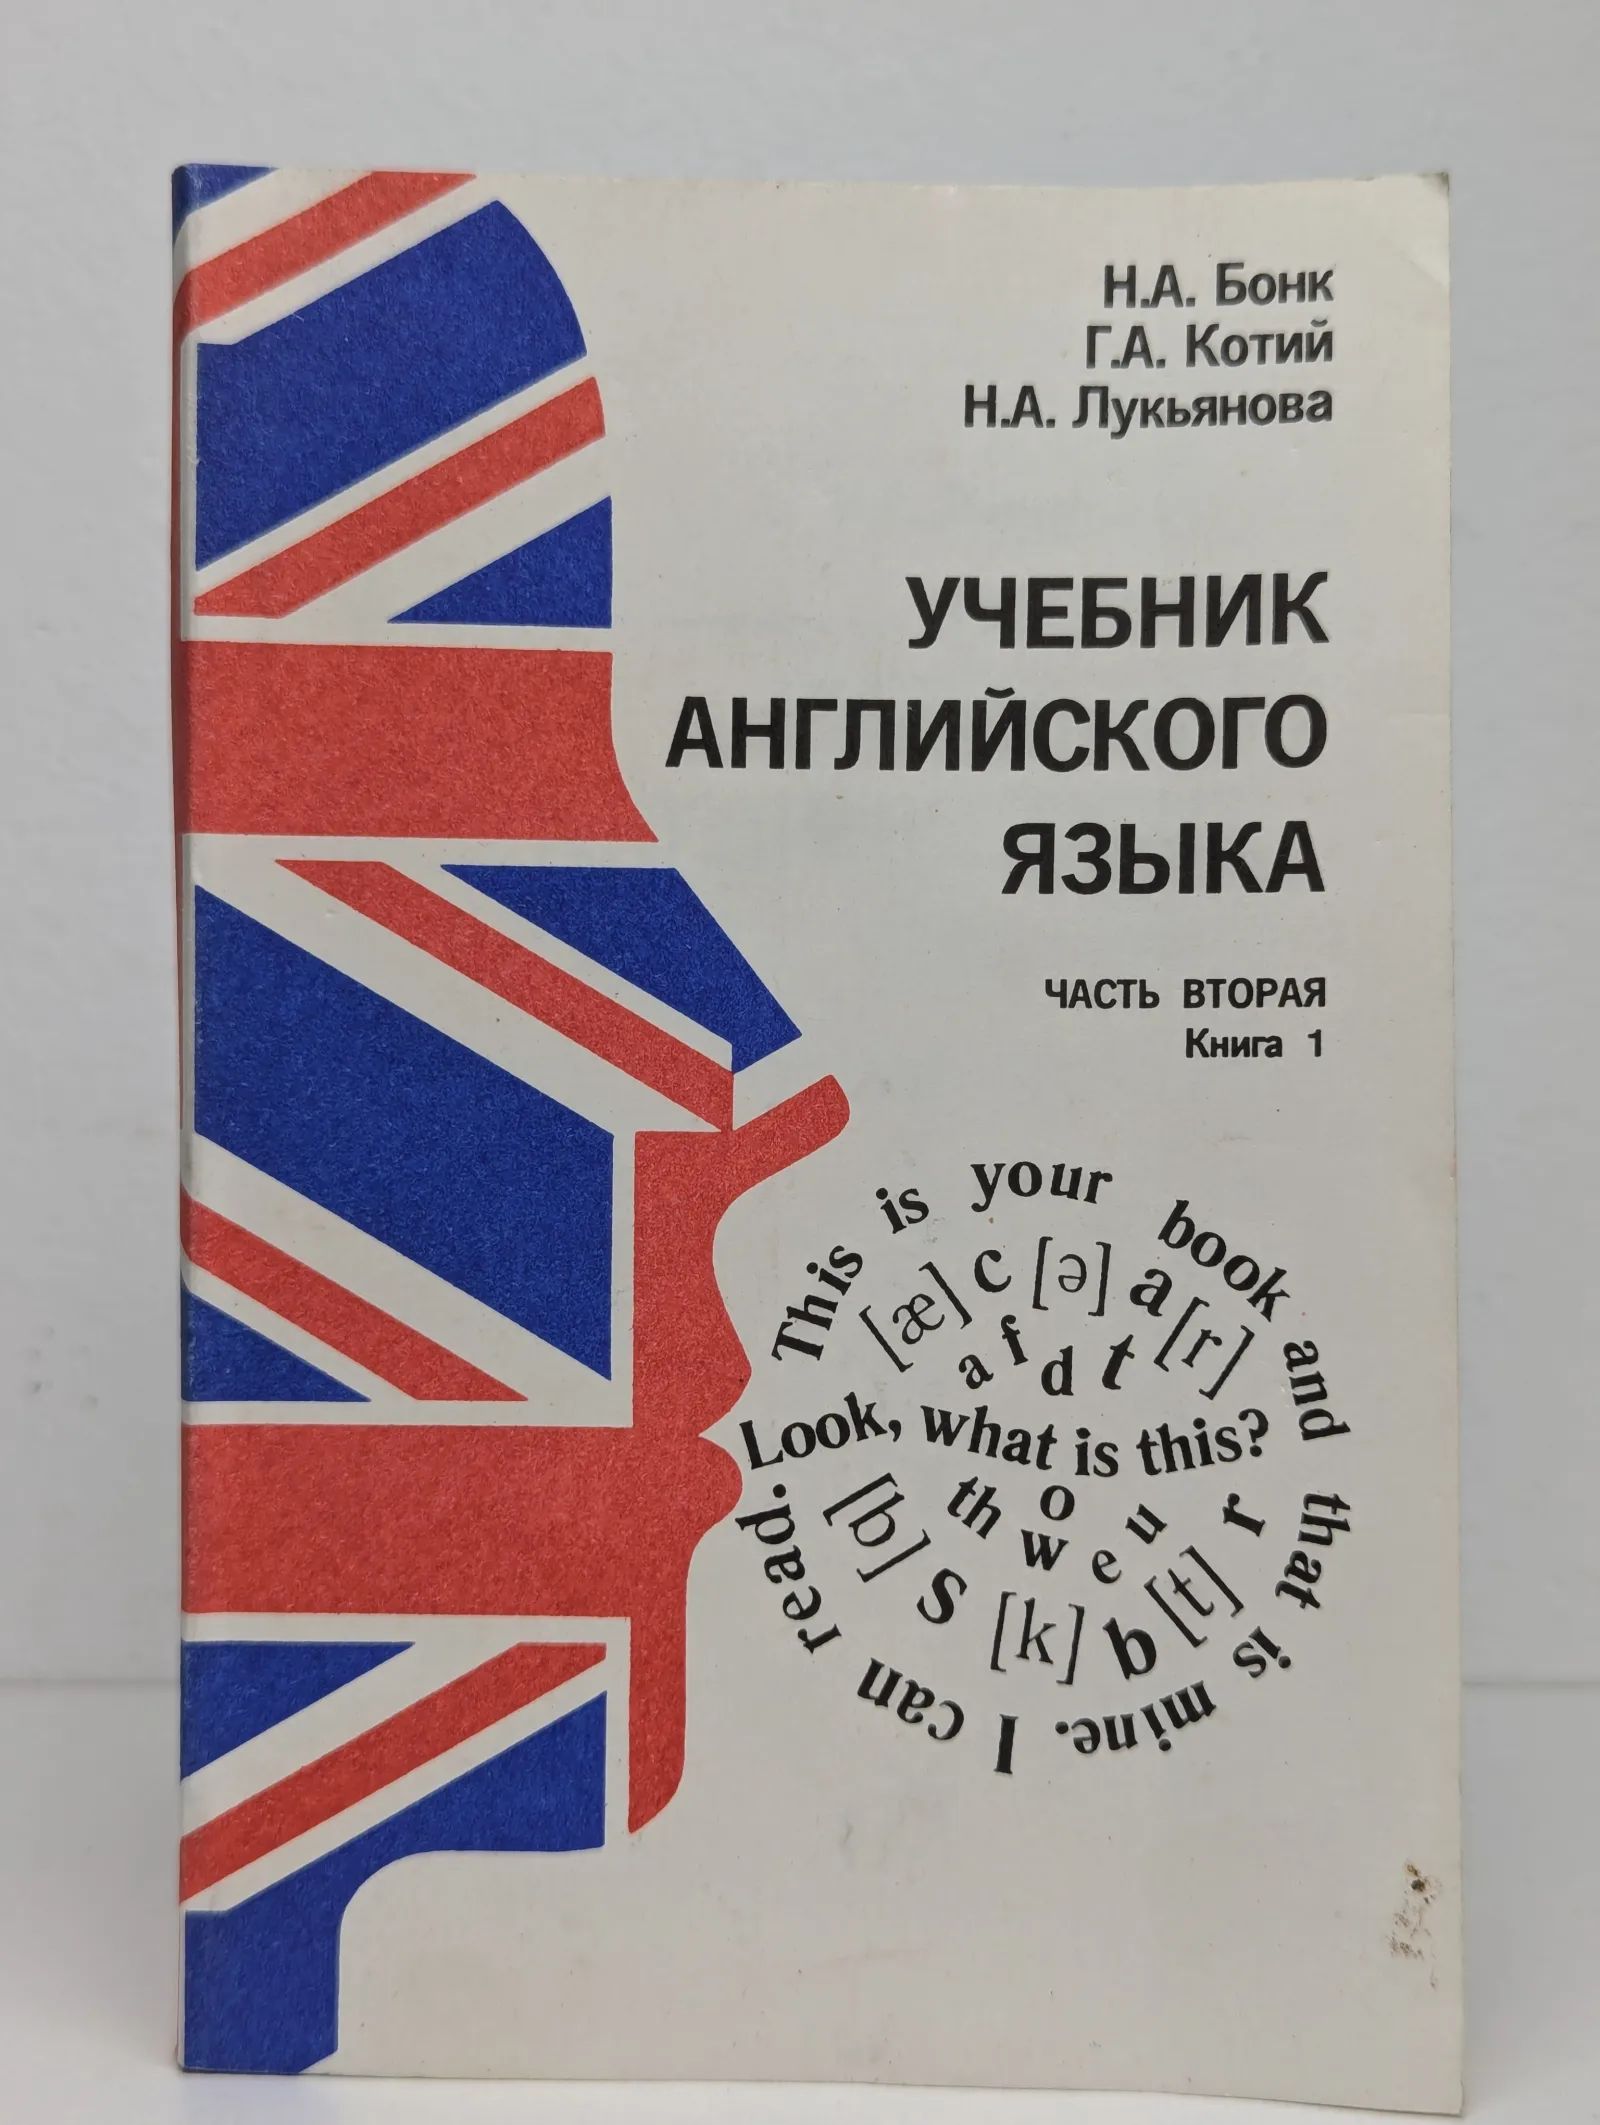 Н.А. Бонк
Г.А. Котий
Н.А. Лукьянова
УЧЕБНИК
АНГЛИЙСКОГО
ЯЗЫКА
ЧАСТЬ ВТОРАЯ
Книга 1
This is your book and that is mine. I can read.
[æ] c [ə] a [r]
a f d t
Look, what is this?
th o w e u r
[b] s [k] b [t]